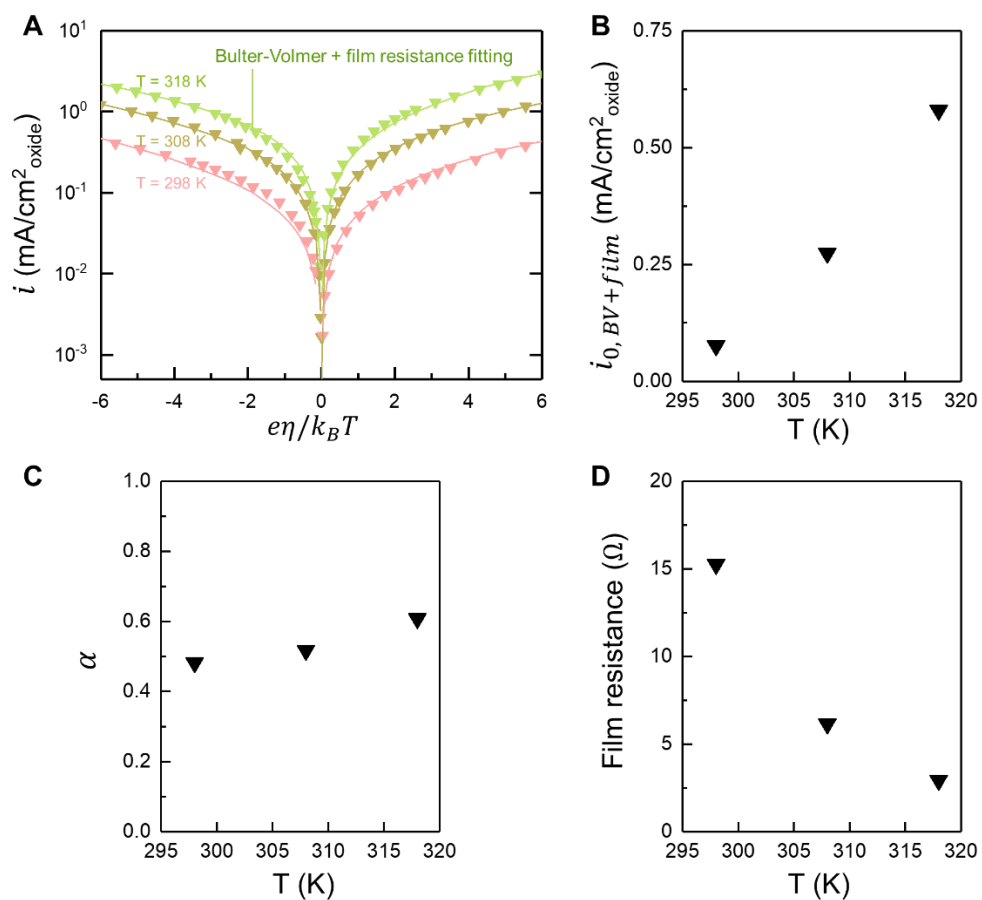 A
Bulter-Volmer + film resistance fitting
T = 318 K
T = 308 K
T = 298 K
i (mA/cm²oxide)
10¹
10⁰
10⁻¹
10⁻²
10⁻³
-6 -4 -2 0 2 4 6
eη/k_BT
B
i₀, BV+film (mA/cm²oxide)
0.75
0.50
0.25
0.00
295 300 305 310 315 320
T (K)
C
α
1.0
0.8
0.6
0.4
0.2
0.0
295 300 305 310 315 320
T (K)
D
Film resistance (Ω)
20
15
10
5
0
295 300 305 310 315 320
T (K)